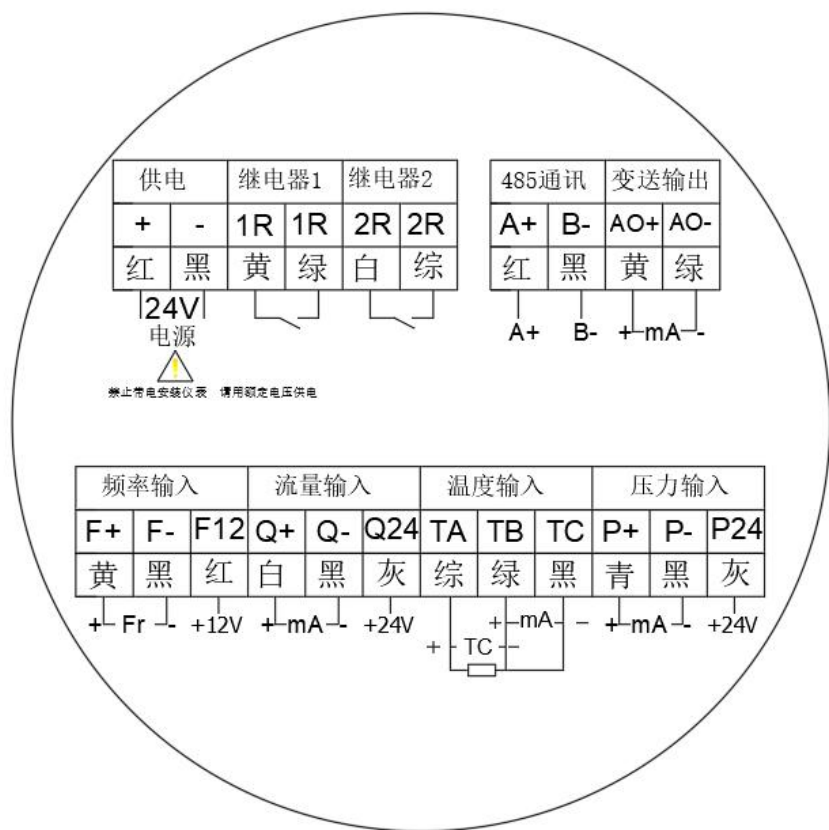 供电 继电器1 继电器2
+ - 1R 1R 2R 2R
红 黑 黄 绿 白 综
24V
电源
禁止带电安装仪表 请用额定电压供电
485通讯 变送输出
A+ B- AO+ AO-
红 黑 黄 绿
A+ B- + mA -
频率输入 流量输入 温度输入 压力输入
F+ F- F12 Q+ Q- Q24 TA TB TC P+ P- P24
黄 黑 红 白 黑 灰 综 绿 黑 青 黑 灰
+ Fr - +12V + mA - +24V + mA - + mA - +24V
+ TC -